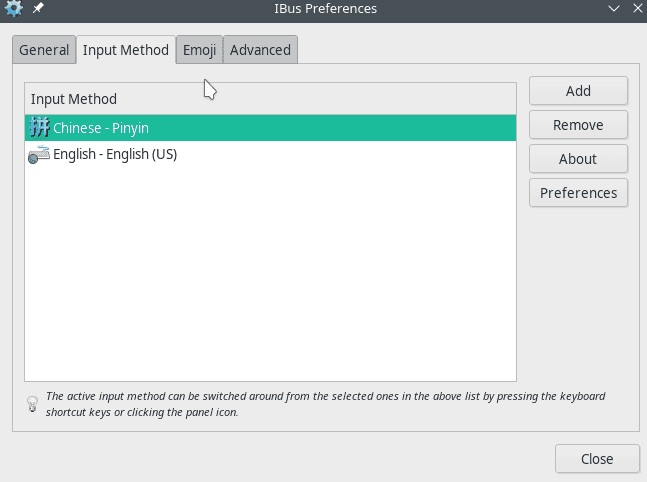 IBus Preferences
General Input Method Emoji Advanced
Input Method
Chinese - Pinyin
English - English (US)
Add
Remove
About
Preferences
The active input method can be switched around from the selected ones in the above list by pressing the keyboard
shortcut keys or clicking the panel icon.
Close